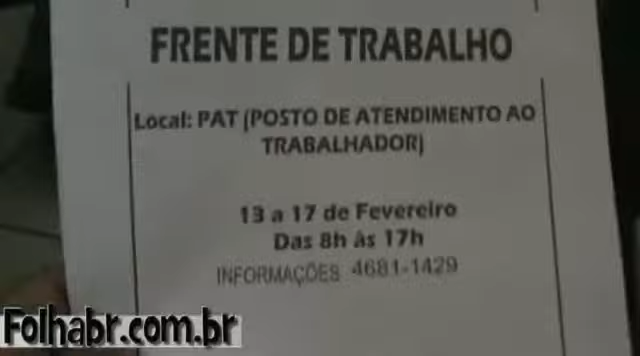 FRENTE DE TRABALHO
Local: PAT (POSTO DE ATENDIMENTO AO
TRABALHADOR)
13 a 17 de Fevereiro
Das 8h às 17h
INFORMAÇÕES 4681-1429
Folhabr.com.br